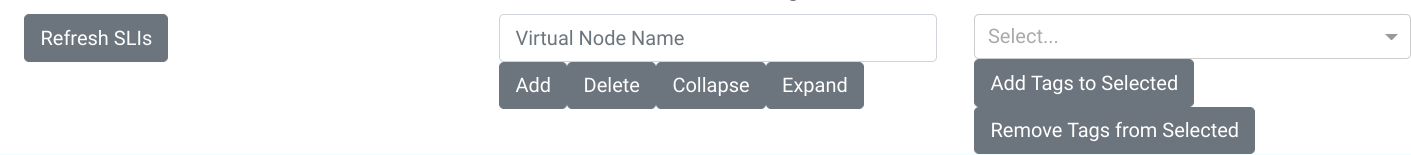 Refresh SLIs
Virtual Node Name
Add Delete Collapse Expand
Select...
Add Tags to Selected
Remove Tags from Selected